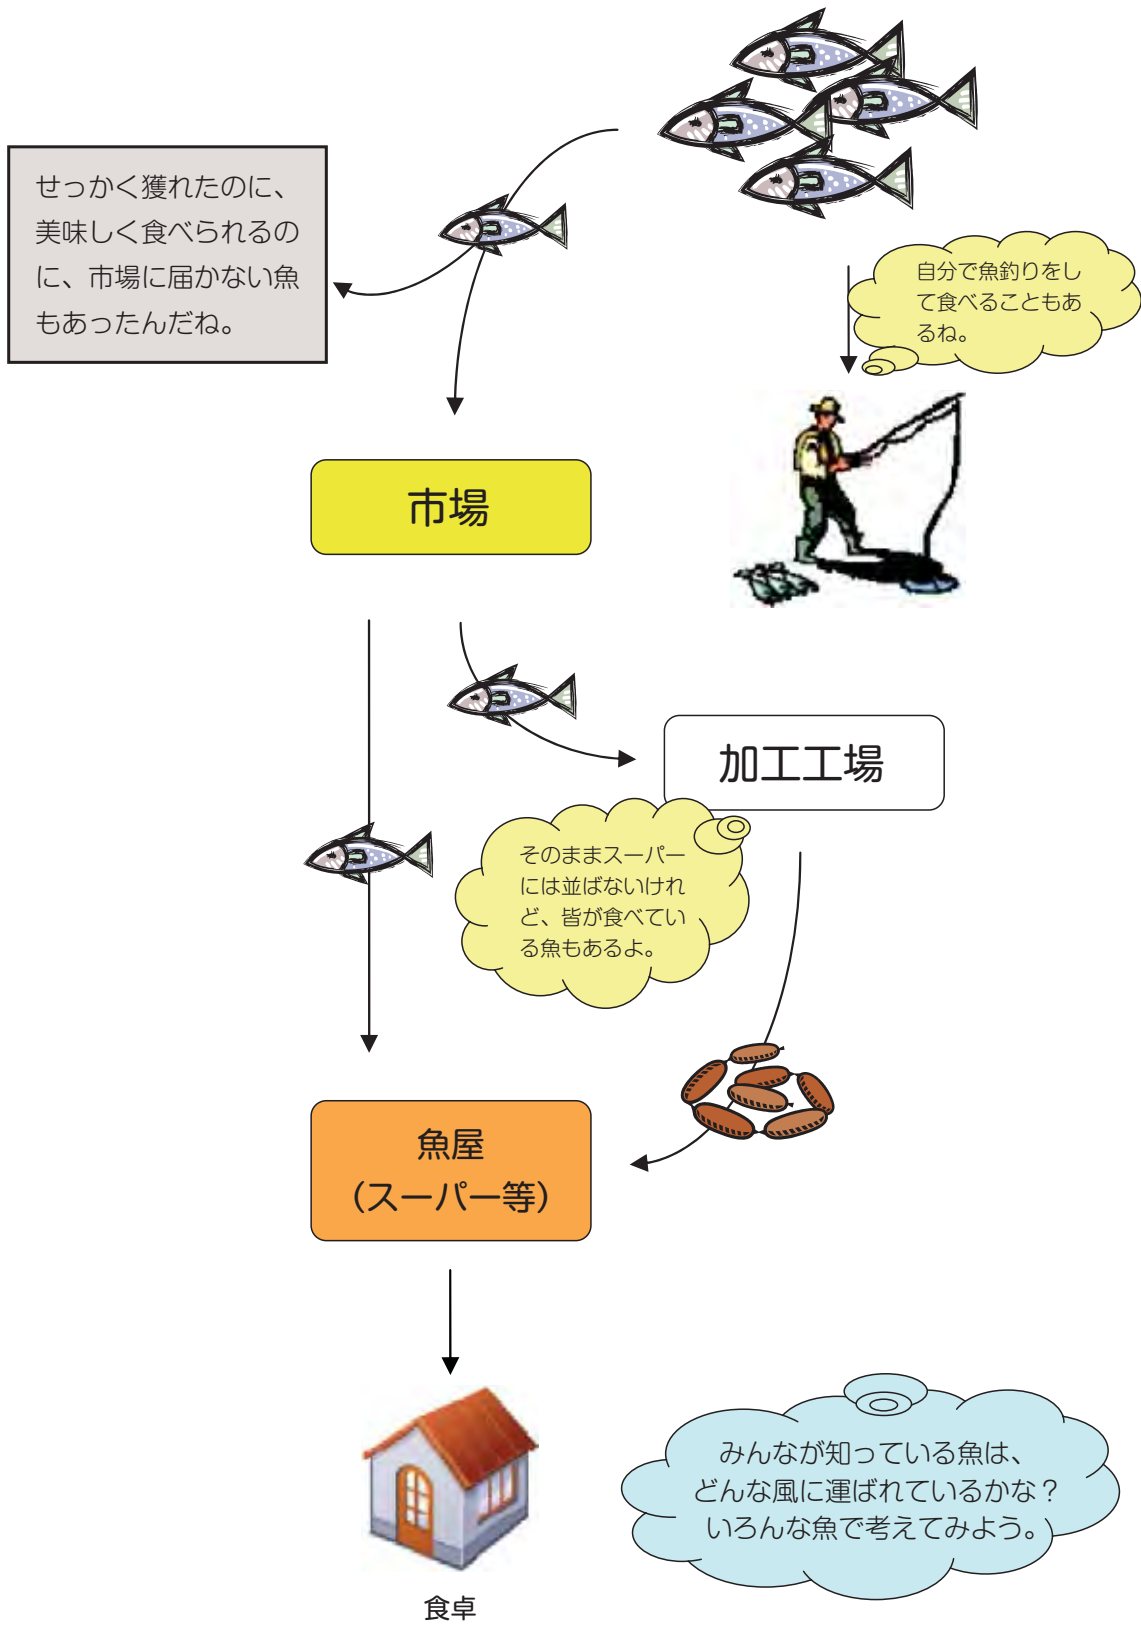 せっかく獲れたのに、
美味しく食べられるの
に、市場に届かない魚
もあったんだね。
自分で魚釣りをし
て食べることもあ
るね。
市場
加工工場
そのままスーパー
には並ばないけれ
ど、皆が食べてい
る魚もあるよ。
魚屋
（スーパー等）
食卓
みんなが知っている魚は、
どんな風に運ばれているかな？
いろんな魚で考えてみよう。